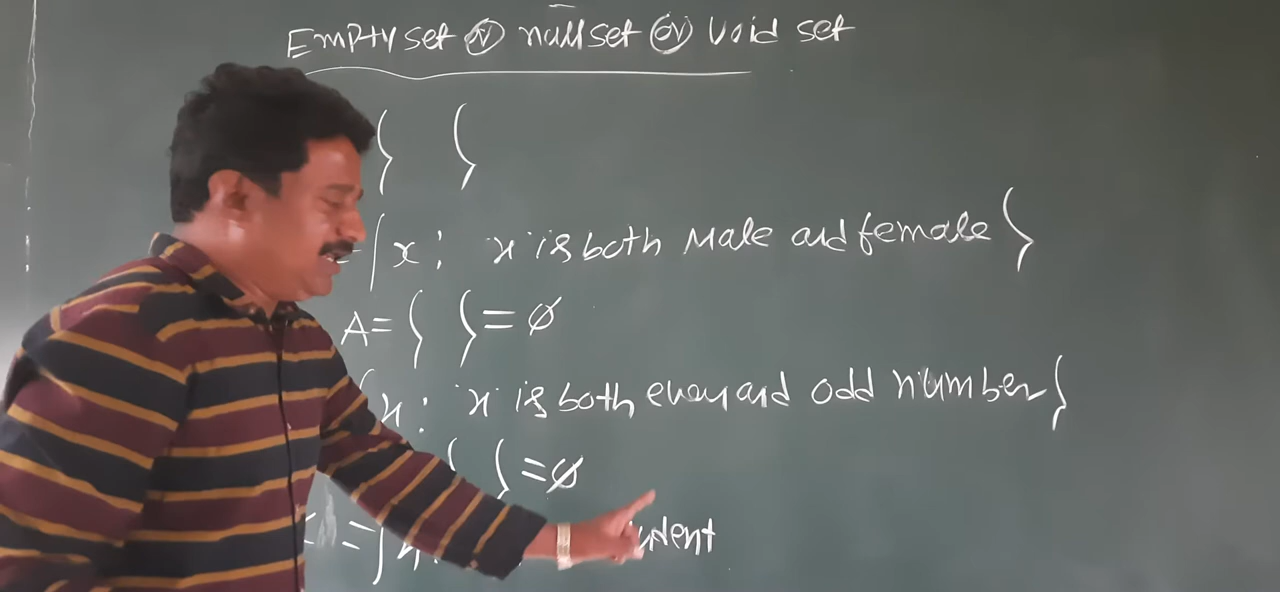 Empty set or null set or void set
{ }
{x : x is both Male and female}
A = { } = ∅
{x : x is both even and odd number}
{ } = ∅
= {x